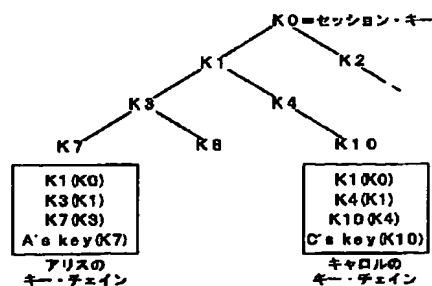 K0=セッション・キー
K1
K2
K3
K4
K7
K8
K10
K1(K0)
K3(K1)
K7(K3)
A's key(K7)
K1(K0)
K4(K1)
K10(K4)
C's key(K10)
アリスの
キー・チェイン
キャロルの
キー・チェイン